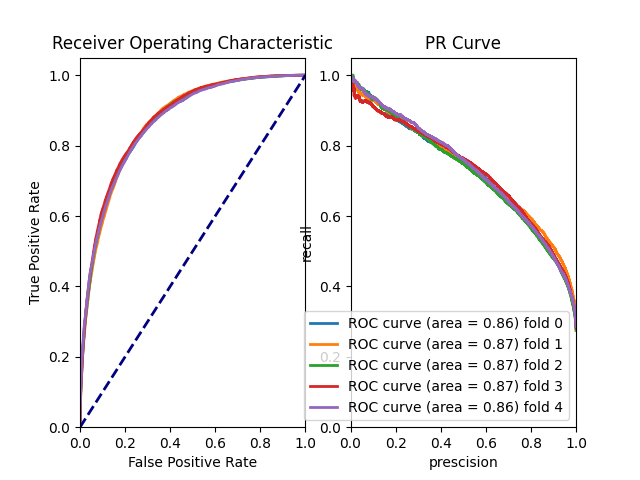 Receiver Operating Characteristic
PR Curve
1.0
0.8
0.6
0.4
0.2
0.0
True Positive Rate
0.0 0.2 0.4 0.6 0.8 1.0
False Positive Rate
1.0
0.8
0.6
0.4
0.2
0.0
recall
0.0 0.2 0.4 0.6 0.8 1.0
prescision
ROC curve (area = 0.86) fold 0
ROC curve (area = 0.87) fold 1
ROC curve (area = 0.87) fold 2
ROC curve (area = 0.87) fold 3
ROC curve (area = 0.86) fold 4